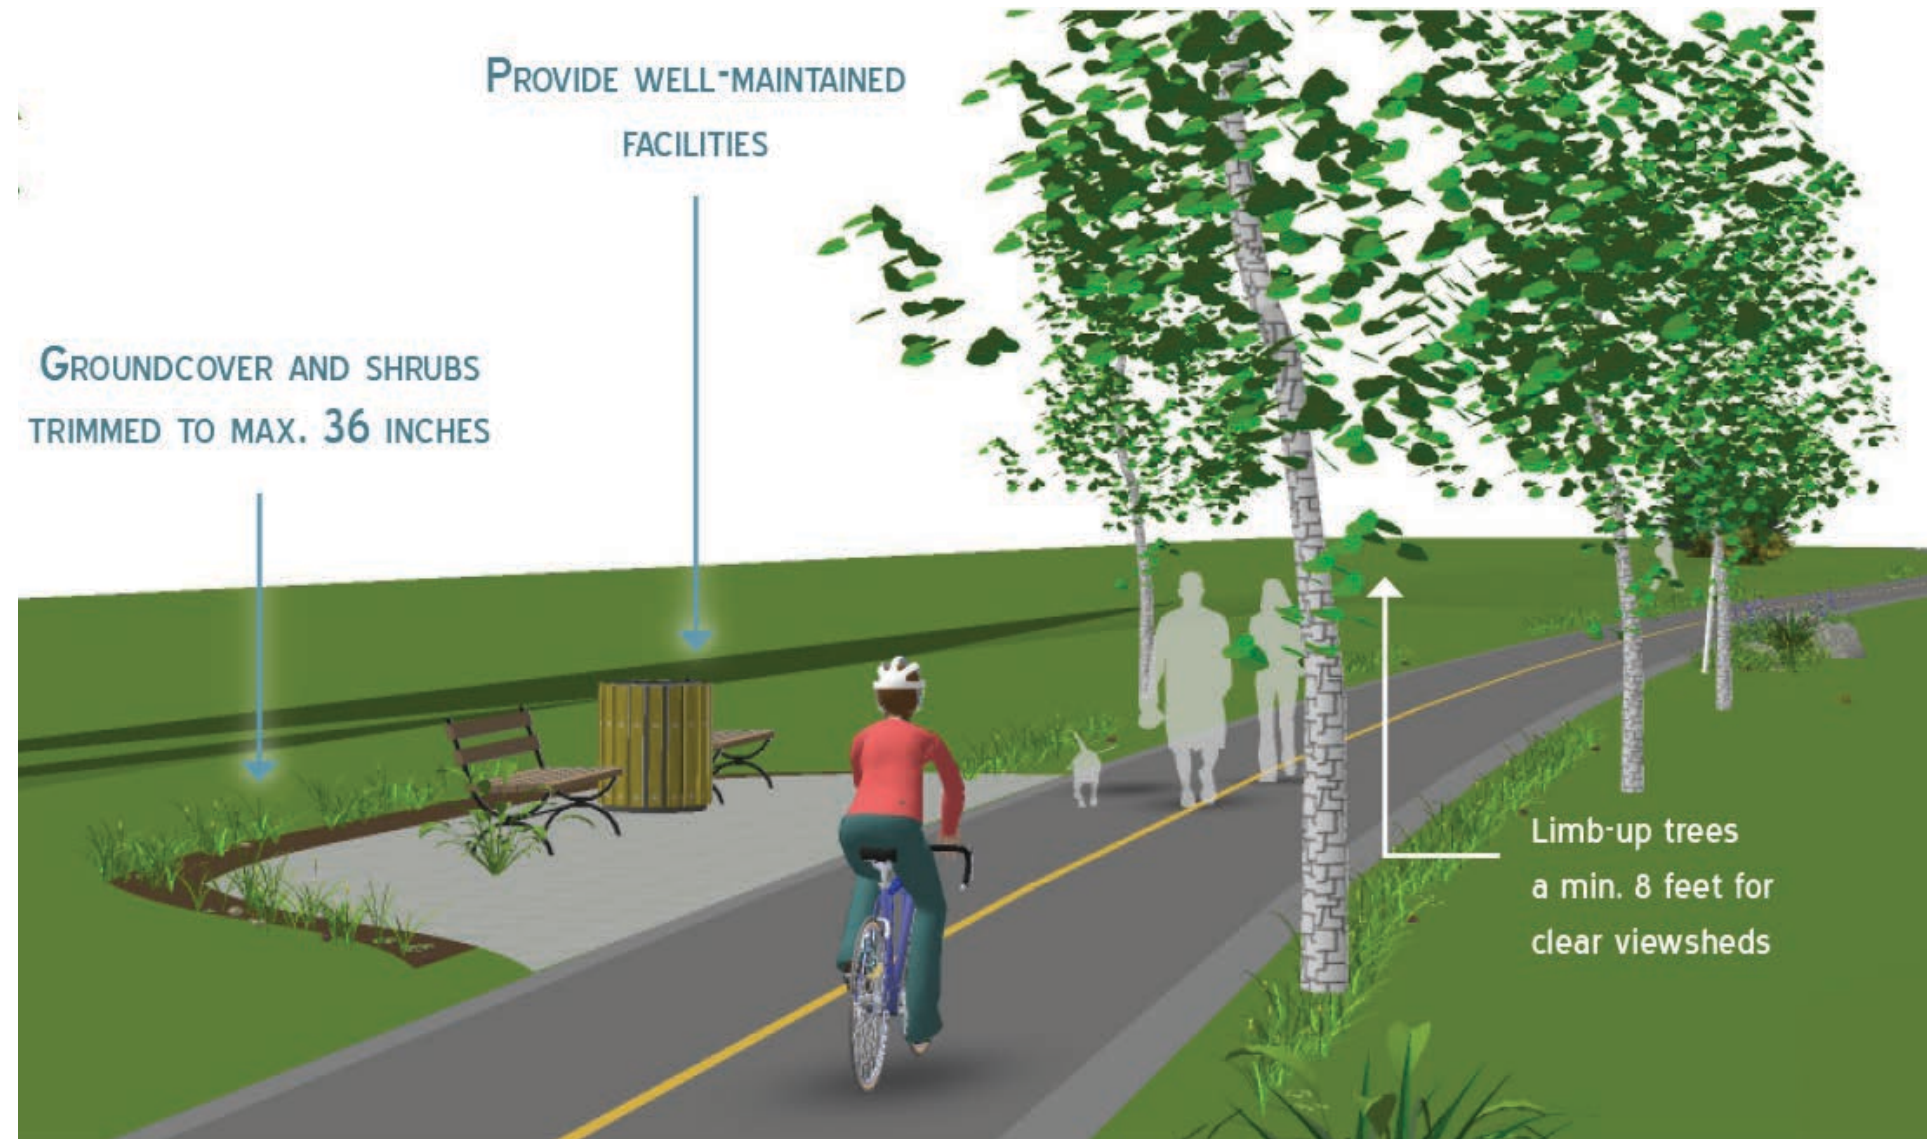 PROVIDE WELL-MAINTAINED
FACILITIES
GROUNDCOVER AND SHRUBS
TRIMMED TO MAX. 36 INCHES
Limb-up trees
a min. 8 feet for
clear viewsheds